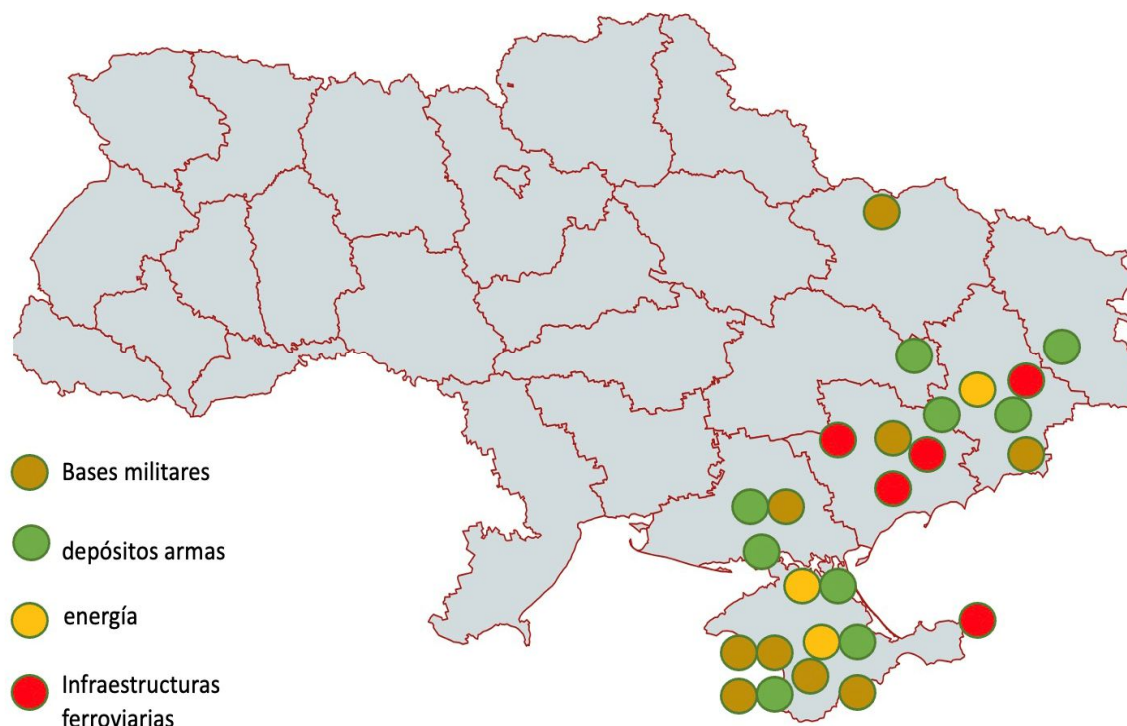 Bases militares
depósitos armas
energía
Infraestructuras
ferroviarias